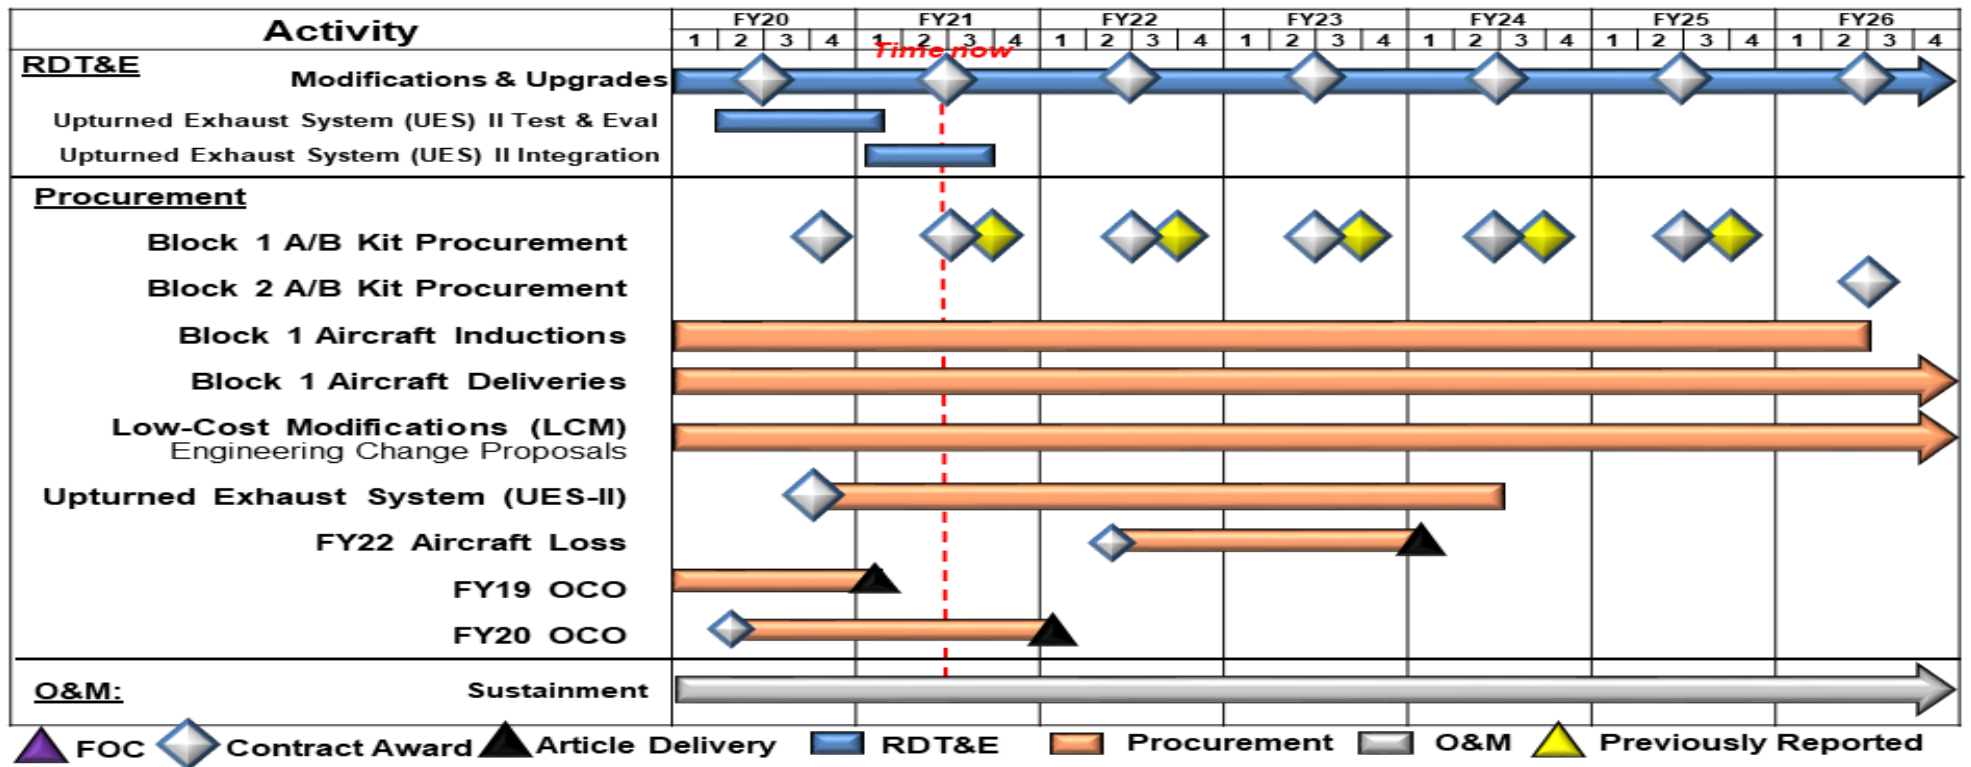 Activity
FY20 FY21 FY22 FY23 FY24 FY25 FY26
1 2 3 4 1 2 3 4 1 2 3 4 1 2 3 4 1 2 3 4 1 2 3 4 1 2 3 4
Time now
RDT&E
Modifications & Upgrades
Upturned Exhaust System (UES) II Test & Eval
Upturned Exhaust System (UES) II Integration
Procurement
Block 1 A/B Kit Procurement
Block 2 A/B Kit Procurement
Block 1 Aircraft Inductions
Block 1 Aircraft Deliveries
Low-Cost Modifications (LCM)
Engineering Change Proposals
Upturned Exhaust System (UES-II)
FY22 Aircraft Loss
FY19 OCO
FY20 OCO
O&M: Sustainment
FOC Contract Award Article Delivery RDT&E Procurement O&M Previously Reported